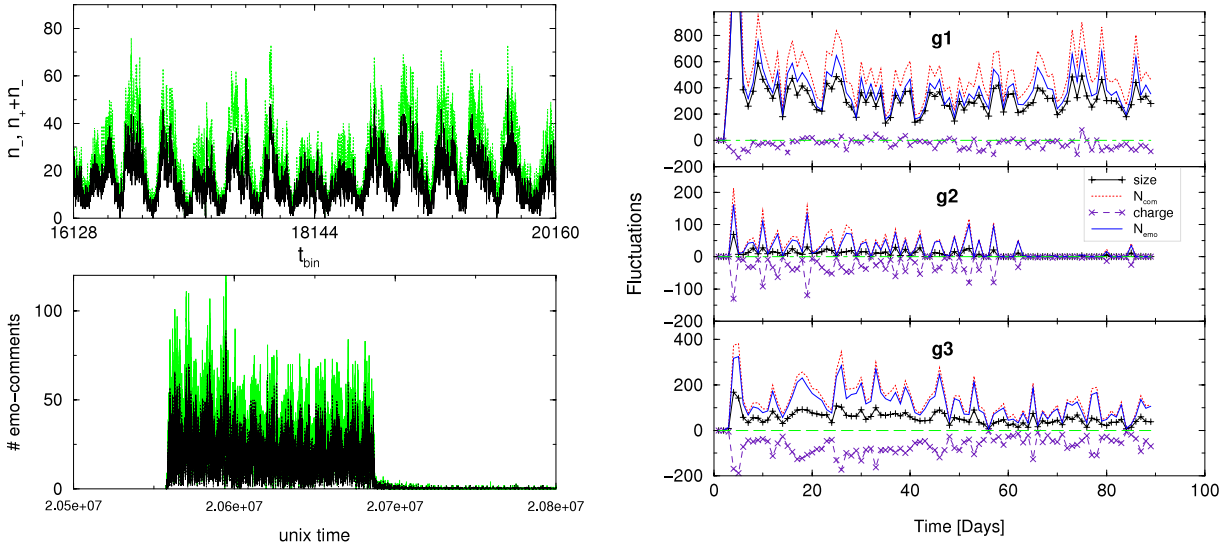 80
60
40
20
0
n₋, n₊+n₋
16128
18144
20160
t_bin
100
50
0
# emo−comments
2.05e+07
2.06e+07
2.07e+07
2.08e+07
unix time
g1
800
600
400
200
0
−200
g2
200
100
0
−100
−200
size
N_com
charge
N_emo
g3
400
200
0
−200
Fluctuations
0
20
40
60
80
100
Time [Days]